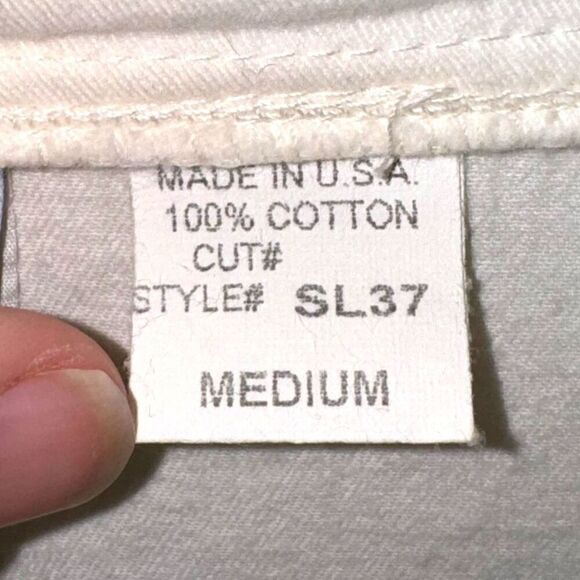 MADE IN U.S.A.
100% COTTON
CUT#
STYLE# SL37
MEDIUM